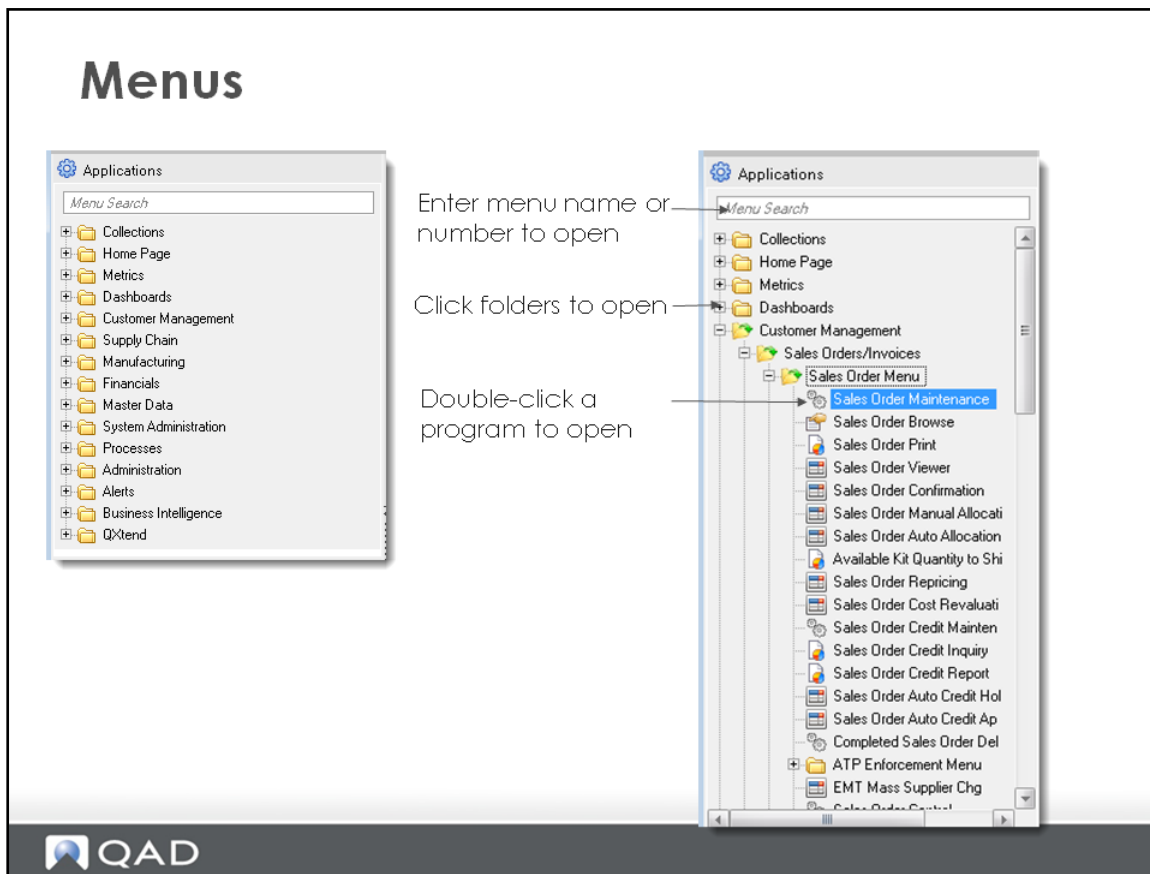 Menus
Applications
Menu Search
Collections
Home Page
Metrics
Dashboards
Customer Management
Supply Chain
Manufacturing
Financials
Master Data
System Administration
Processes
Administration
Alerts
Business Intelligence
QXtend
Enter menu name or
number to open
Click folders to open
Double-click a
program to open
Applications
Menu Search
Collections
Home Page
Metrics
Dashboards
Customer Management
Sales Orders/Invoices
Sales Order Menu
Sales Order Maintenance
Sales Order Browse
Sales Order Print
Sales Order Viewer
Sales Order Confirmation
Sales Order Manual Allocati
Sales Order Auto Allocation
Available Kit Quantity to Shi
Sales Order Repricing
Sales Order Cost Revaluati
Sales Order Credit Mainten
Sales Order Credit Inquiry
Sales Order Credit Report
Sales Order Auto Credit Hol
Sales Order Auto Credit Ap
Completed Sales Order Del
ATP Enforcement Menu
EMT Mass Supplier Chg
Sales Order Control
QAD